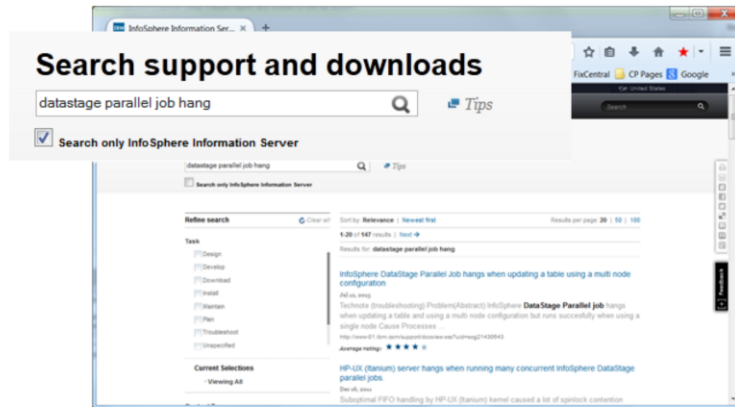 InfoSphere Information Ser...
Search support and downloads
datastage parallel job hang
Tips
Search only InfoSphere Information Server
FixCentral CP Pages Google
United States
Search
datastage parallel job hang
Tips
Search only InfoSphere Information Server
Refine search
Clear all
Task
Design
Develop
Download
Install
Maintain
Plan
Troubleshoot
Unspecified
Current Selections
Viewing All
Sort by: Relevance | Newest first
Results per page: 20 | 50 | 100
1-20 of 147 results | Next
Results for: datastage parallel job hang
InfoSphere DataStage Parallel Job hangs when updating a table using a multi node
configuration
Technote (troubleshooting) Problem(Abstract) InfoSphere DataStage Parallel job hangs
when updating a table and using a multi node configuration but runs succesfully when using a
single node Cause Processes ...
Average rating:
HP-UX (Itanium) server hangs when running many concurrent InfoSphere DataStage
parallel jobs.
Suboptimal FIFO handling by HP-UX (Itanium) kernel caused a lot of spinlock contention
Feedback